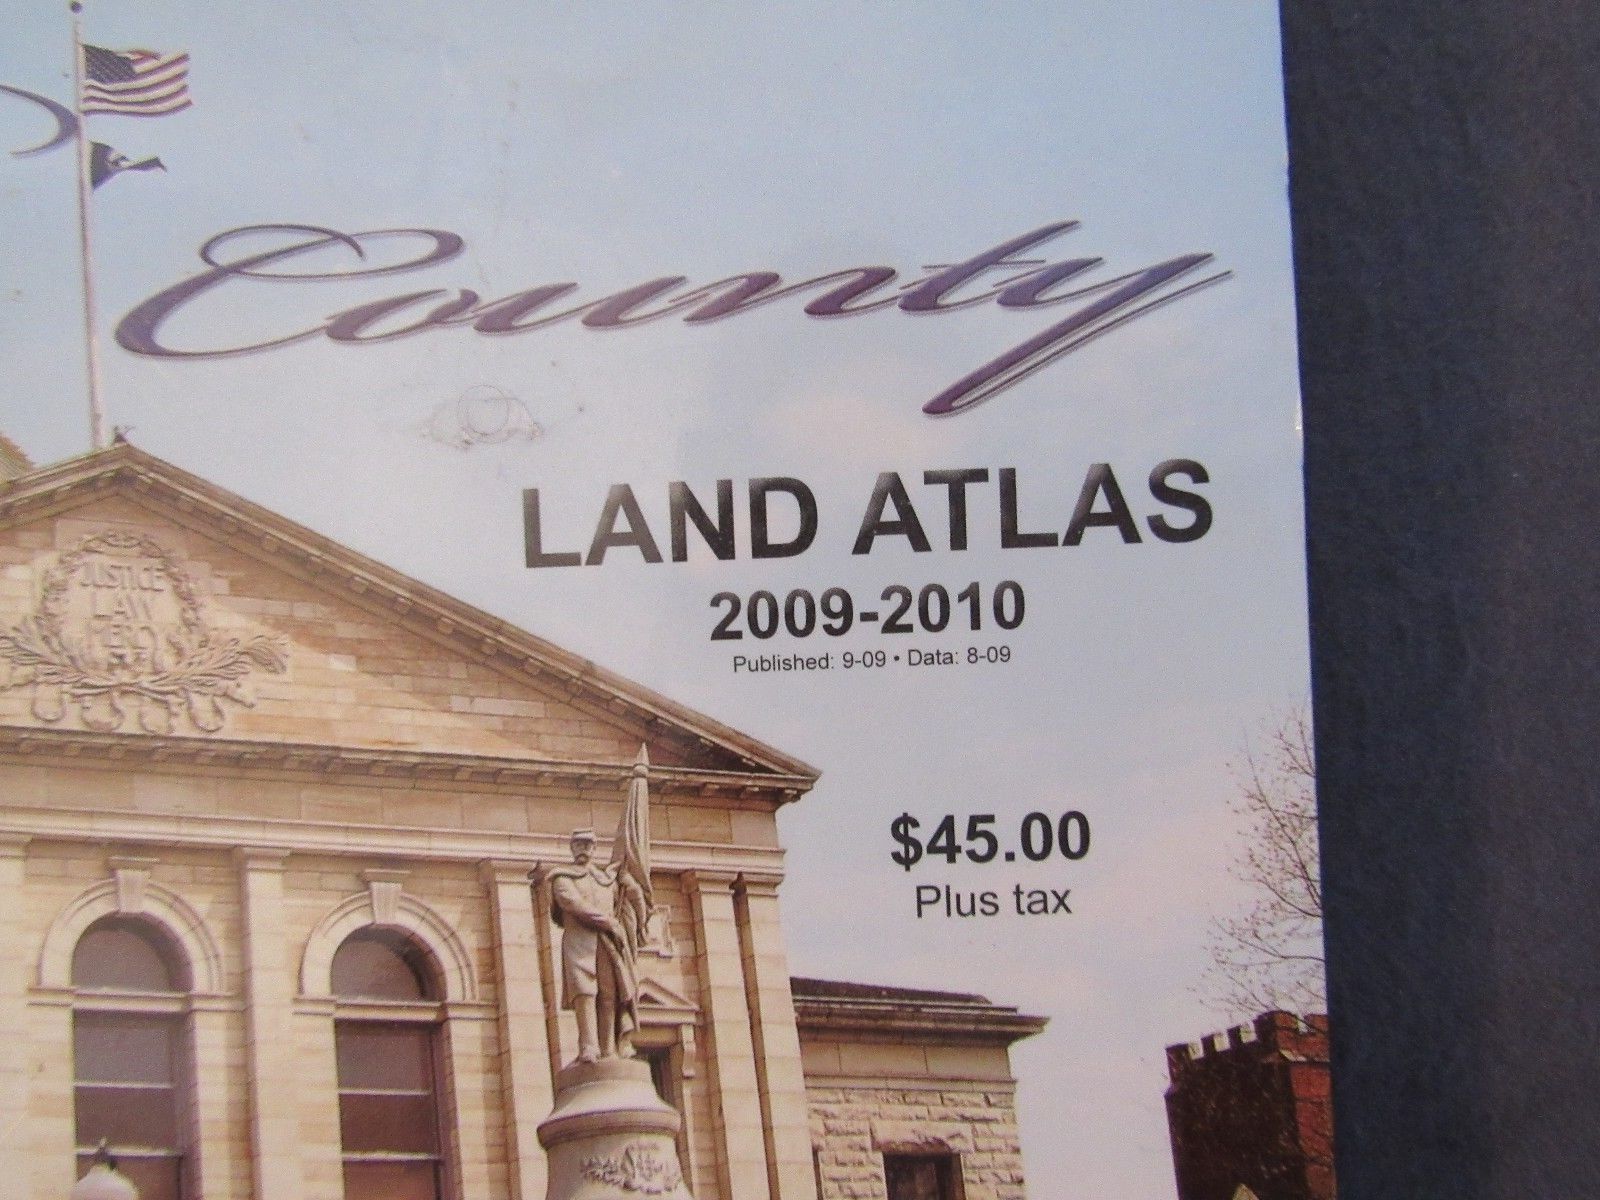 County
LAND ATLAS
2009-2010
Published: 9-09 • Data: 8-09
$45.00
Plus tax
JUSTICE
LAW